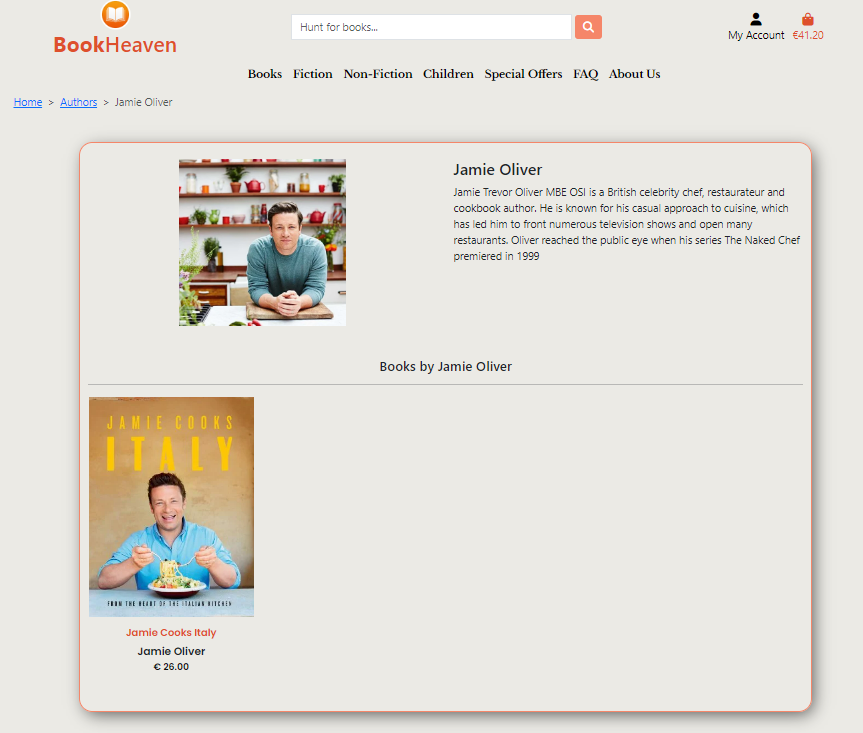 BookHeaven
Hunt for books...
My Account
€41.20
Books Fiction Non-Fiction Children Special Offers FAQ About Us
Home > Authors > Jamie Oliver
Jamie Oliver
Jamie Trevor Oliver MBE OSI is a British celebrity chef, restaurateur and
cookbook author. He is known for his casual approach to cuisine, which
has led him to front numerous television shows and open many
restaurants. Oliver reached the public eye when his series The Naked Chef
premiered in 1999
Books by Jamie Oliver
JAMIE COOKS
ITALY
FROM THE HEART OF THE ITALIAN KITCHEN
Jamie Cooks Italy
Jamie Oliver
€ 26.00